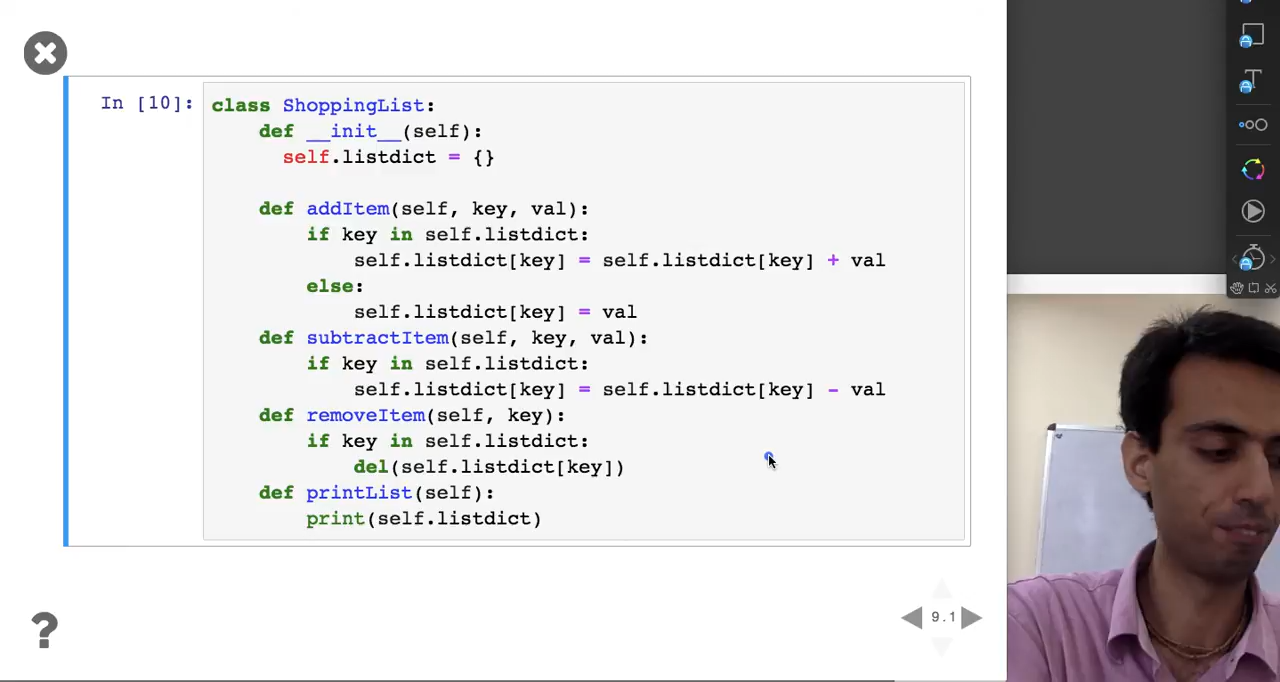 In [10]:
class ShoppingList:
    def __init__(self):
      self.listdict = {}
    def addItem(self, key, val):
        if key in self.listdict:
            self.listdict[key] = self.listdict[key] + val
        else:
            self.listdict[key] = val
    def subtractItem(self, key, val):
        if key in self.listdict:
            self.listdict[key] = self.listdict[key] - val
    def removeItem(self, key):
        if key in self.listdict:
            del(self.listdict[key])
    def printList(self):
        print(self.listdict)
9.1
?
T